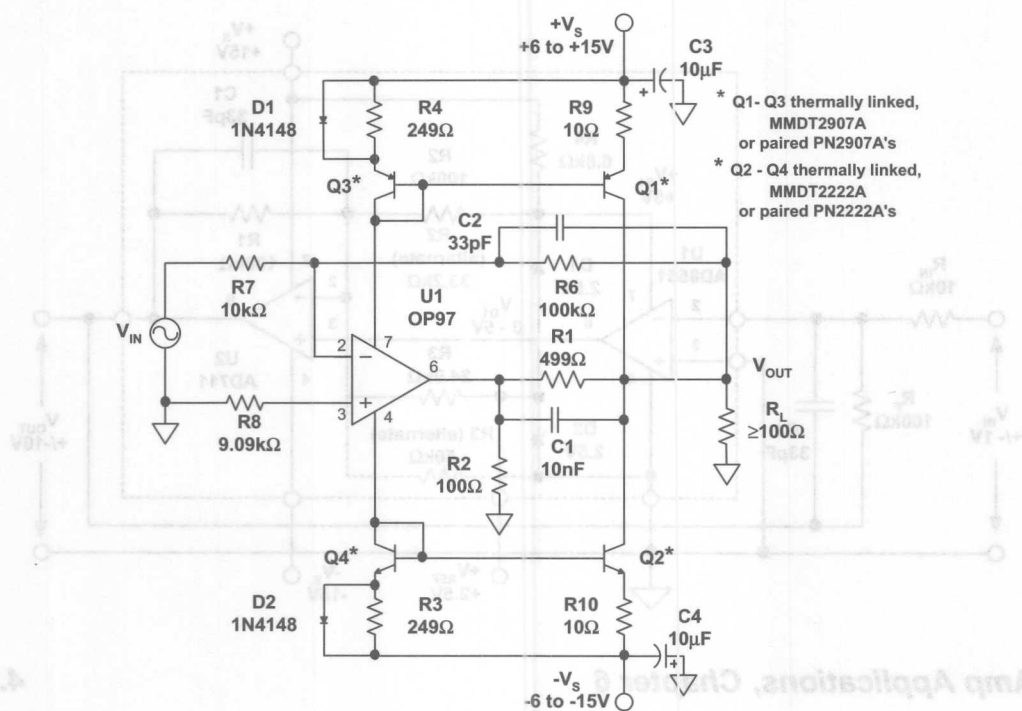 +VS
+6 to +15V
C3
10µF
+
* Q1- Q3 thermally linked,
MMDT2907A
or paired PN2907A's
* Q2 - Q4 thermally linked,
MMDT2222A
or paired PN2222A's
D1
1N4148
R4
249Ω
R9
10Ω
Q3*
Q1*
C2
33pF
R7
10kΩ
R6
100kΩ
U1
OP97
R1
499Ω
VIN
2
−
7
6
+
3
4
VOUT
R8
9.09kΩ
C1
10nF
R2
100Ω
RL
≥100Ω
Q4*
Q2*
D2
1N4148
R3
249Ω
R10
10Ω
C4
10µF
+
-VS
-6 to -15V